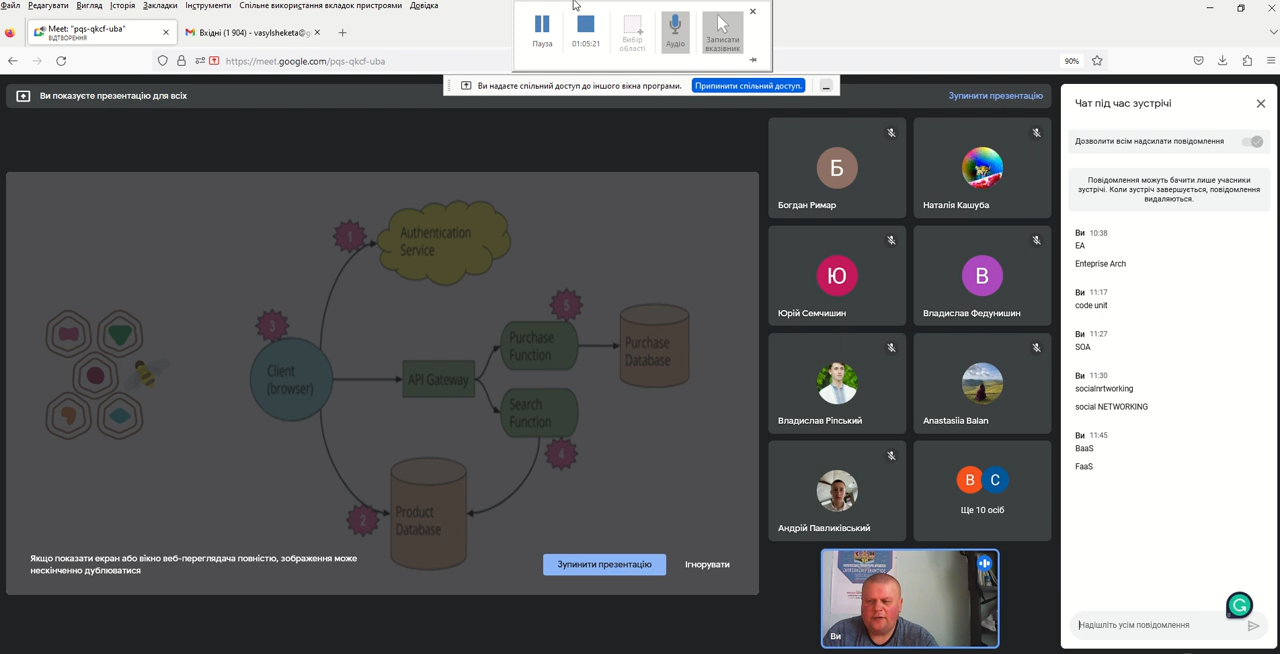 Файл Редагувати Вигляд Історія Закладки Інструменти Спільне використання вкладок пристроями Довідка
Meet: "pqs-qkcf-uba"
ВІДТВОРЕННЯ
Вхідні (1 904) - vasylsheketa@g
Пауза
01:05:21
Вибір
області
Аудіо
Записати
вказівник
https://meet.google.com/pqs-qkcf-uba
90%
Ви надаєте спільний доступ до іншого вікна програми.
Припинити спільний доступ.
Ви показуєте презентацію для всіх
Зупинити презентацію
1
Authentication
Service
3
Client
(browser)
API Gateway
5
Purchase
Function
Purchase
Database
Search
Function
4
2
Product
Database
Якщо показати екран або вікно веб-переглядача повністю, зображення може
нескінченно дублюватися
Зупинити презентацію
Ігнорувати
Б
Богдан Римар
Наталія Кашуба
Ю
Юрій Семчишин
В
Владислав Федунишин
Владислав Ріпський
Anastasiia Balan
Андрій Павликівський
В С
Ще 10 осіб
Ви
Чат під час зустрічі
Дозволити всім надсилати повідомлення
Повідомлення можуть бачити лише учасники
зустрічі. Коли зустріч завершується, повідомлення
видаляються.
Ви 10:38
EA
Enteprise Arch
Ви 11:17
code unit
Ви 11:27
SOA
Ви 11:30
socialnrtworking
social NETWORKING
Ви 11:45
BaaS
FaaS
Надішліть усім повідомлення